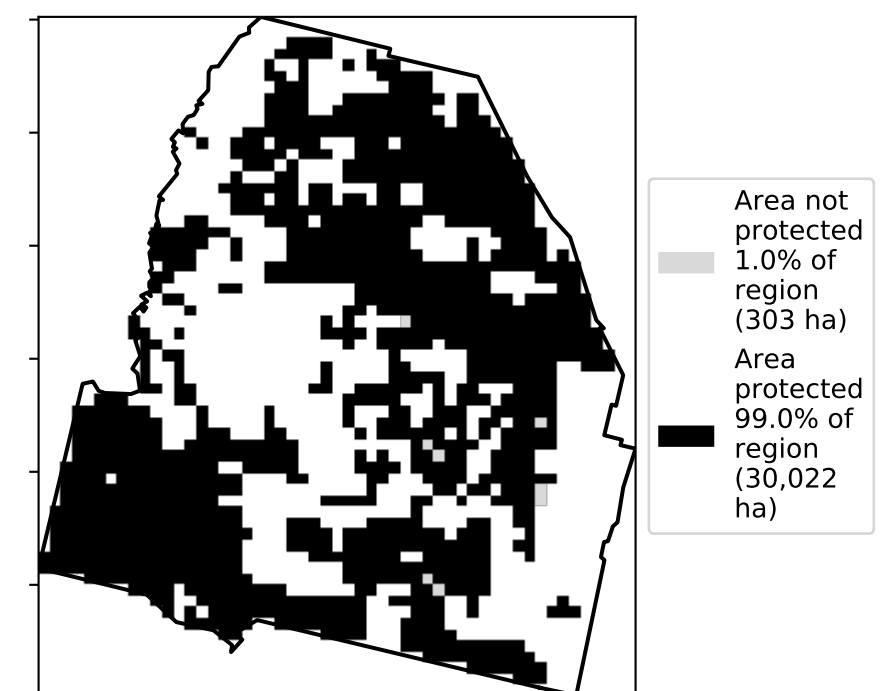 Area not
protected
1.0% of
region
(303 ha)
Area
protected
99.0% of
region
(30,022
ha)